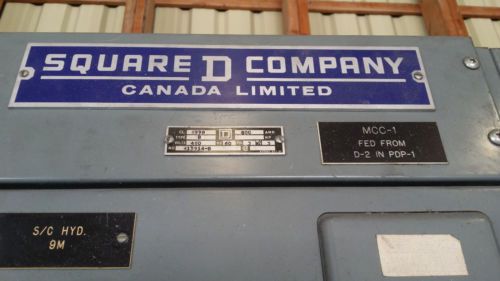 SQUARE D COMPANY
CANADA LIMITED
MCC-1
FED FROM
D-2 IN PDP-1
S/C HYD.
9M